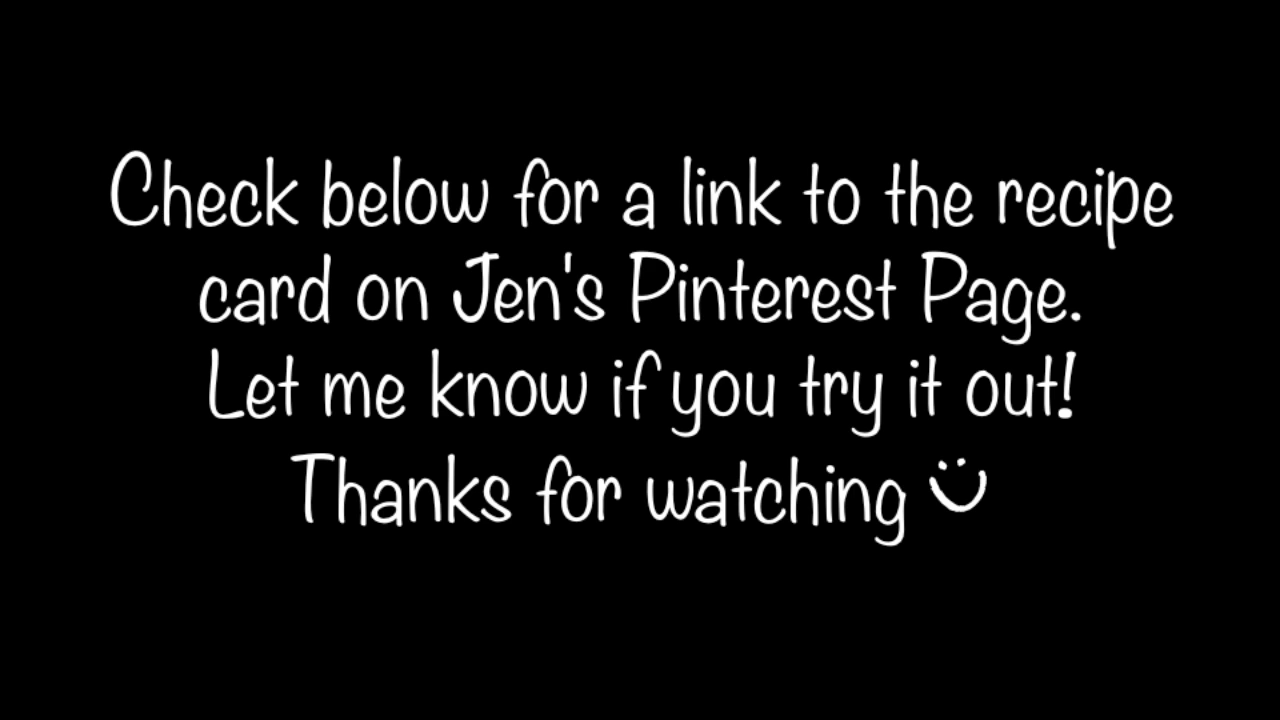 Check below for a link to the recipe
card on Jen's Pinterest Page.
Let me know if you try it out!
Thanks for watching ü